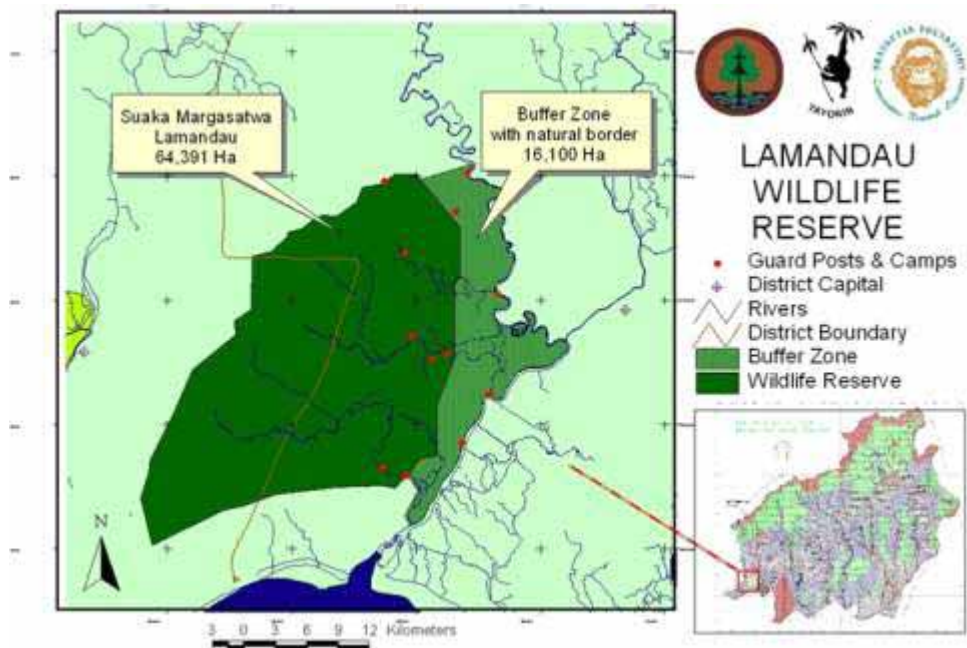 Suaka Margasatwa
Lamandau
64,391 Ha
Buffer Zone
with natural border
16,100 Ha
YAYORIN
LAMANDAU
WILDLIFE
RESERVE
Guard Posts & Camps
District Capital
Rivers
District Boundary
Buffer Zone
Wildlife Reserve
N
3 0 3 6 9 12 Kilometers